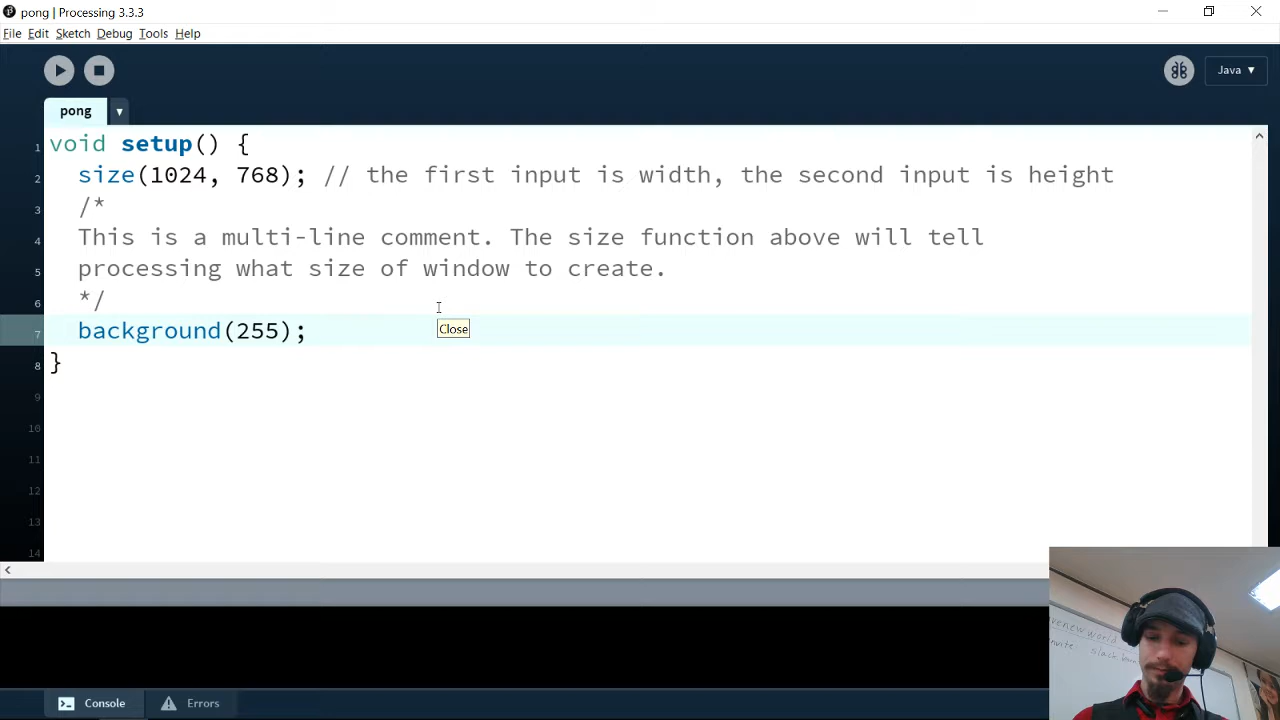 pong | Processing 3.3.3
File Edit Sketch Debug Tools Help
Java ▼
pong ▼
1 void setup() {
2 size(1024, 768); // the first input is width, the second input is height
3 /*
4 This is a multi-line comment. The size function above will tell
5 processing what size of window to create.
6 */
7 background(255);
Close
8 }
9
10
11
12
13
14
Console Errors
new world
slack